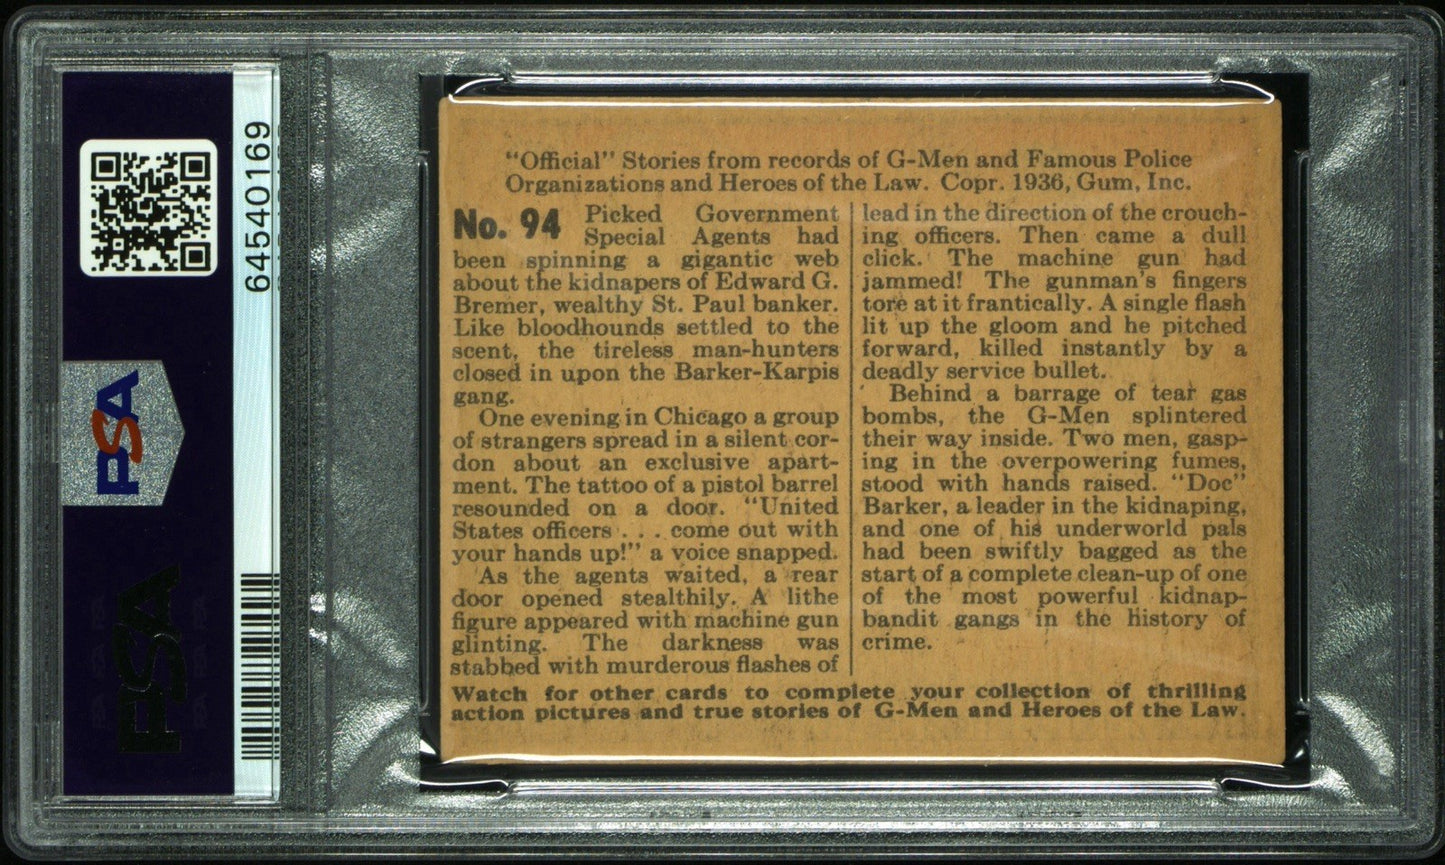 64540169
PSA
PSA
"Official" Stories from records of G-Men and Famous Police
Organizations and Heroes of the Law. Copr. 1936, Gum, Inc.
No. 94 Picked Government
Special Agents had
been spinning a gigantic web
about the kidnapers of Edward G.
Bremer, wealthy St. Paul banker.
Like bloodhounds settled to the
scent, the tireless man-hunters
closed in upon the Barker-Karpis
gang.
One evening in Chicago a group
of strangers spread in a silent cor-
don about an exclusive apart-
ment. The tattoo of a pistol barrel
resounded on a door. "United
States officers . . . come out with
your hands up!" a voice snapped.
As the agents waited, a rear
door opened stealthily. A lithe
figure appeared with machine gun
glinting. The darkness was
stabbed with murderous flashes of
lead in the direction of the crouch-
ing officers. Then came a dull
click. The machine gun had
jammed! The gunman's fingers
tore at it frantically. A single flash
lit up the gloom and he pitched
forward, killed instantly by a
deadly service bullet.
Behind a barrage of tear gas
bombs, the G-Men splintered
their way inside. Two men, gasp-
ing in the overpowering fumes,
stood with hands raised. "Doc"
Barker, a leader in the kidnaping,
and one of his underworld pals
had been swiftly bagged as the
start of a complete clean-up of one
of the most powerful kidnap-
bandit gangs in the history of
crime.
Watch for other cards to complete your collection of thrilling
action pictures and true stories of G-Men and Heroes of the Law.